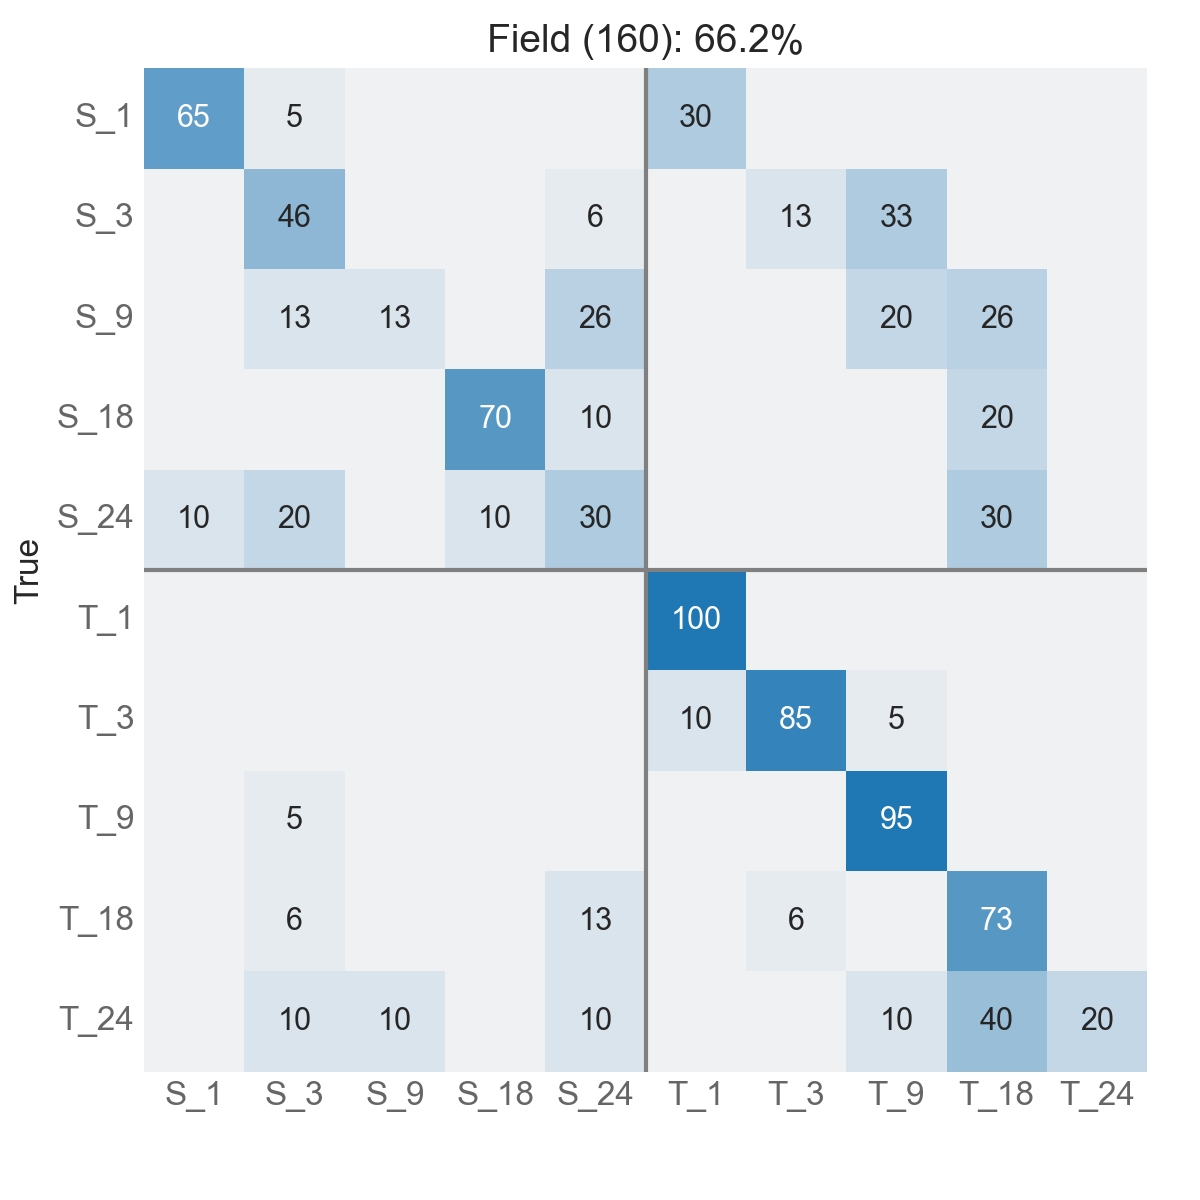 Field (160): 66.2%
S_1 65 5 30
S_3 46 6 13 33
S_9 13 13 26 20 26
S_18 70 10 20
S_24 10 20 10 30 30
True
T_1 100
T_3 10 85 5
T_9 5 95
T_18 6 13 6 73
T_24 10 10 10 10 40 20
S_1 S_3 S_9 S_18 S_24 T_1 T_3 T_9 T_18 T_24